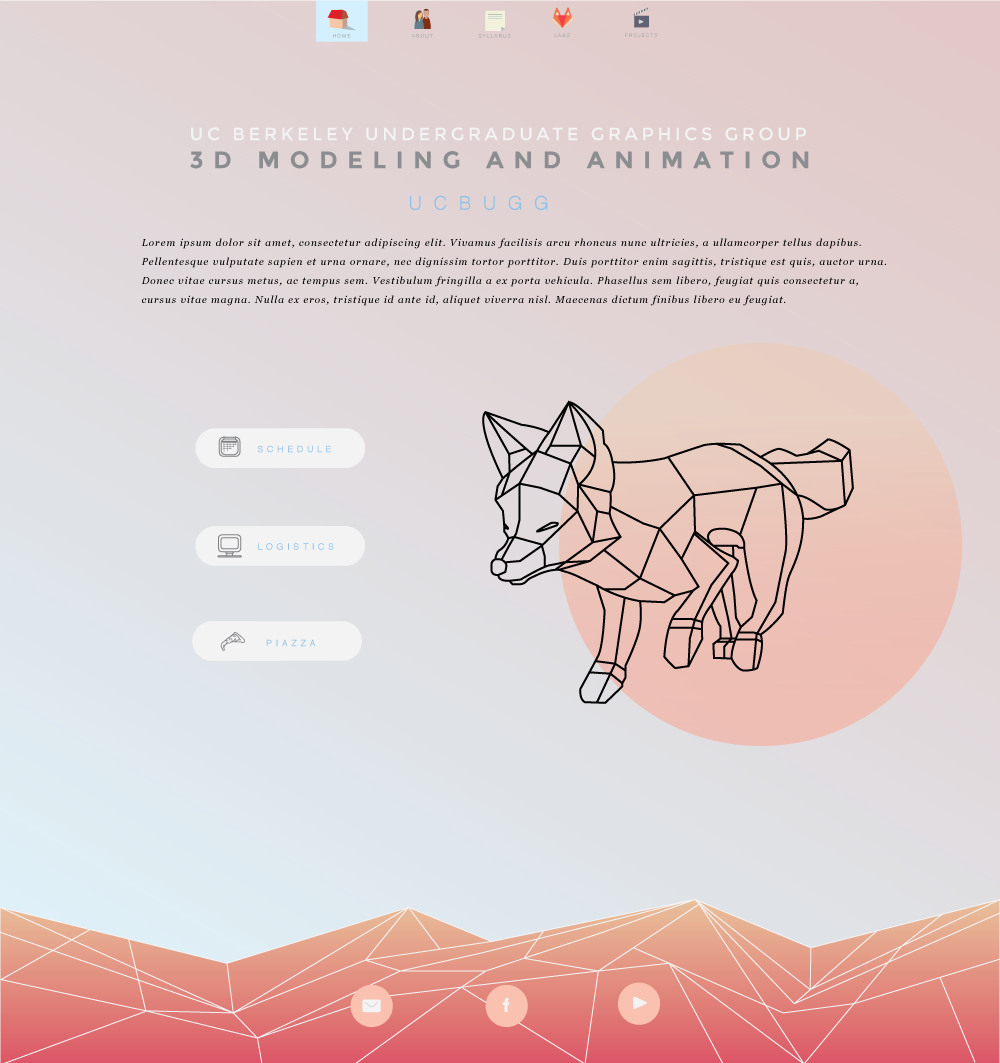 HOME
ABOUT
SYLLABUS
LABS
PROJECTS
UC BERKELEY UNDERGRADUATE GRAPHICS GROUP
3D MODELING AND ANIMATION
UCBUGG
Lorem ipsum dolor sit amet, consectetur adipiscing elit. Vivamus facilisis arcu rhoncus nunc ultricies, a ullamcorper tellus dapibus.
Pellentesque vulputate sapien et urna ornare, nec dignissim tortor porttitor. Duis porttitor enim sagittis, tristique est quis, auctor urna.
Donec vitae cursus metus, ac tempus sem. Vestibulum fringilla a ex porta vehicula. Phasellus sem libero, feugiat quis consectetur a,
cursus vitae magna. Nulla ex eros, tristique id ante id, aliquet viverra nisl. Maecenas dictum finibus libero eu feugiat.
SCHEDULE
LOGISTICS
PIAZZA